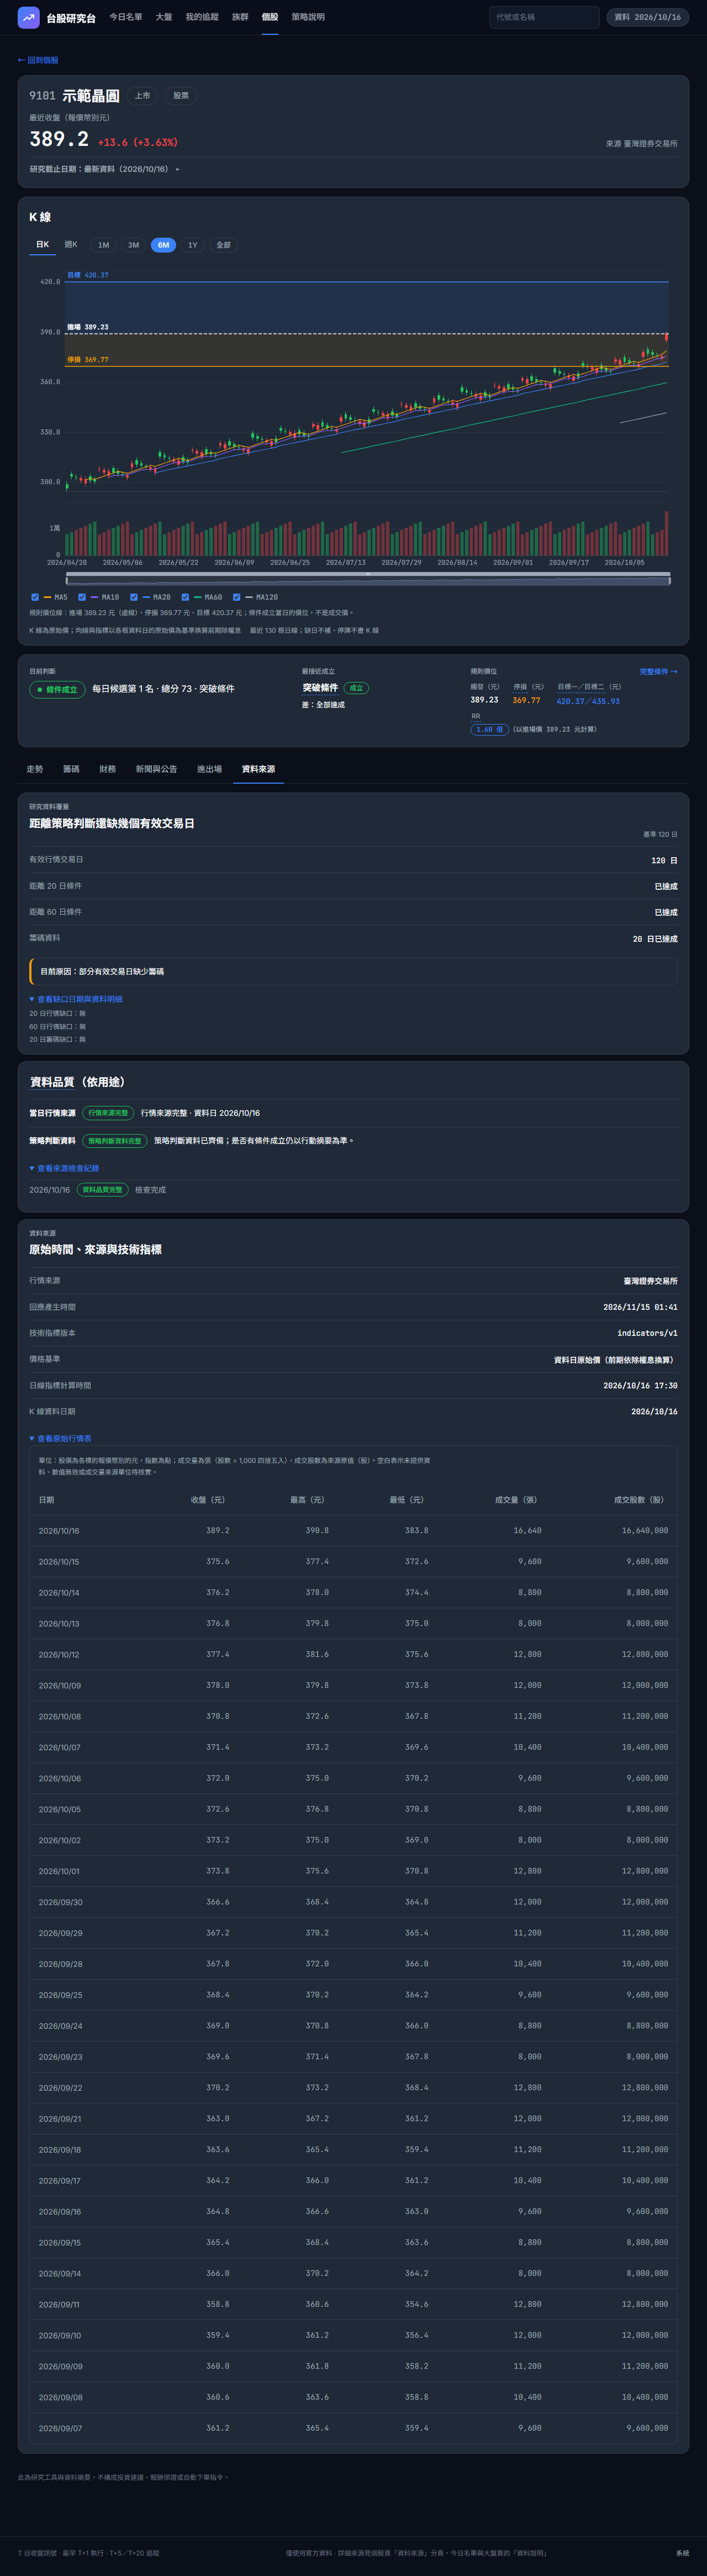 台股研究台 今日名單 大盤 我的追蹤 族群 個股 策略說明 代號或名稱 資料 2026/10/16
← 回到個股
9101 示範晶圓 上市 股票
最近收盤（報價幣別元）
389.2 +13.6 (+3.63%)
來源 臺灣證券交易所
研究截止日期：最新資料（2026/10/16） ▸
K 線
日K 週K 1M 3M 6M 1Y 全部
目標 420.37
420.0
進場 389.23
390.0
停損 369.77
360.0
330.0
300.0
1萬
0
2026/04/20 2026/05/06 2026/05/22 2026/06/09 2026/06/25 2026/07/13 2026/07/29 2026/08/14 2026/09/01 2026/09/17 2026/10/05
MA5 MA10 MA20 MA60 MA120
規則價位線：進場 389.23 元（虛線）、停損 369.77 元、目標 420.37 元；條件成立當日的價位，不是成交價。
K 線為原始價；均線與指標以各根資料日的原始價為基準換算前期除權息 最近 130 根日線；缺日不補、停牌不畫 K 線
目前判斷
條件成立 每日候選第 1 名 · 總分 73 · 突破條件
最接近成立
突破條件 成立
差：全部達成
規則價位 完整條件 →
觸發（元） 停損（元） 目標一／目標二（元）
389.23 369.77 420.37／435.93
RR
1.60 倍 （以進場價 389.23 元計算）
走勢 籌碼 財務 新聞與公告 進出場 資料來源
研究資料覆蓋
距離策略判斷還缺幾個有效交易日
基準 120 日
有效行情交易日 120 日
距離 20 日條件 已達成
距離 60 日條件 已達成
籌碼資料 20 日已達成
目前原因：部分有效交易日缺少籌碼
▼ 查看缺口日期與資料明細
20 日行情缺口：無
60 日行情缺口：無
20 日籌碼缺口：無
資料品質（依用途）
當日行情來源 行情來源完整 行情來源完整 · 資料日 2026/10/16
策略判斷資料 策略判斷資料完整 策略判斷資料已齊備；是否有條件成立仍以行動摘要為準。
▼ 查看來源檢查紀錄
2026/10/16 資料品質完整 檢查完成
資料來源
原始時間、來源與技術指標
行情來源 臺灣證券交易所
回應產生時間 2026/11/15 01:41
技術指標版本 indicators/v1
價格基準 資料日原始價（前期依除權息換算）
日線指標計算時間 2026/10/16 17:30
K 線資料日期 2026/10/16
▼ 查看原始行情表
單位：股價為各標的報價幣別的元，指數為點；成交量為張（股數 ÷ 1,000 四捨五入），成交股數為來源原值（股）。空白表示未提供資
料、數值無效或成交量來源單位待核實。
日期 收盤（元） 最高（元） 最低（元） 成交量（張） 成交股數（股）
2026/10/16 389.2 390.8 383.8 16,640 16,640,000
2026/10/15 375.6 377.4 372.6 9,600 9,600,000
2026/10/14 376.2 378.0 374.4 8,800 8,800,000
2026/10/13 376.8 379.8 375.0 8,000 8,000,000
2026/10/12 377.4 381.6 375.6 12,800 12,800,000
2026/10/09 378.0 379.8 373.8 12,000 12,000,000
2026/10/08 370.8 372.6 367.8 11,200 11,200,000
2026/10/07 371.4 373.2 369.6 10,400 10,400,000
2026/10/06 372.0 375.0 370.2 9,600 9,600,000
2026/10/05 372.6 376.8 370.8 8,800 8,800,000
2026/10/02 373.2 375.0 369.0 8,000 8,000,000
2026/10/01 373.8 375.6 370.8 12,800 12,800,000
2026/09/30 366.6 368.4 364.8 12,000 12,000,000
2026/09/29 367.2 370.2 365.4 11,200 11,200,000
2026/09/28 367.8 372.0 366.0 10,400 10,400,000
2026/09/25 368.4 370.2 364.2 9,600 9,600,000
2026/09/24 369.0 370.8 366.0 8,800 8,800,000
2026/09/23 369.6 371.4 367.8 8,000 8,000,000
2026/09/22 370.2 373.2 368.4 12,800 12,800,000
2026/09/21 363.0 367.2 361.2 12,000 12,000,000
2026/09/18 363.6 365.4 359.4 11,200 11,200,000
2026/09/17 364.2 366.0 361.2 10,400 10,400,000
2026/09/16 364.8 366.6 363.0 9,600 9,600,000
2026/09/15 365.4 368.4 363.6 8,800 8,800,000
2026/09/14 366.0 370.2 364.2 8,000 8,000,000
2026/09/11 358.8 360.6 354.6 12,800 12,800,000
2026/09/10 359.4 361.2 356.4 12,000 12,000,000
2026/09/09 360.0 361.8 358.2 11,200 11,200,000
2026/09/08 360.6 363.6 358.8 10,400 10,400,000
2026/09/07 361.2 365.4 359.4 9,600 9,600,000
此為研究工具與資料摘要，不構成投資建議、報酬保證或自動下單指令。
T 日收盤訊號 · 最早 T+1 執行 · T+5／T+20 追蹤 僅使用官方資料 · 詳細來源見個股頁「資料來源」分頁、今日名單與大盤頁的「資料說明」 系統